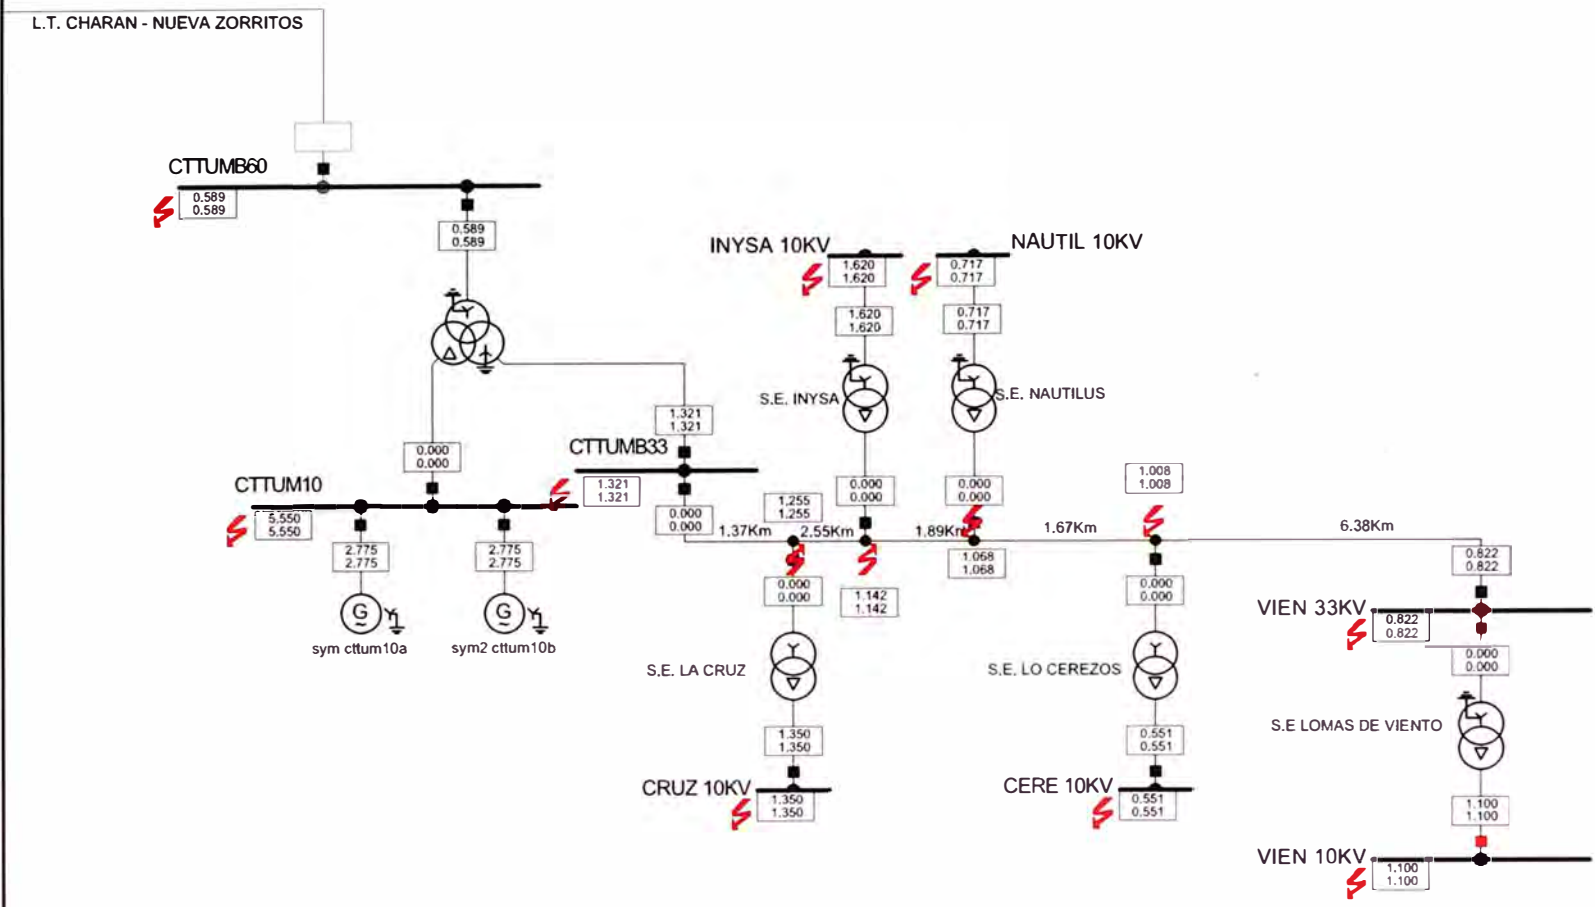 L.T. CHARAN - NUEVA ZORRITOS
CTTUMB60
0.589
0.589
0.589
0.589
INYSA 10KV
NAUTIL 10KV
1.620
1.620
0.717
0.717
1.620
1.620
0.717
0.717
S.E. INYSA
S.E. NAUTILUS
1.321
1.321
CTTUMB33
0.000
0.000
CTTUM10
1.321
1.321
0.000
0.000
0.000
0.000
1.008
1.008
1.255
1.255
5.550
5.550
0.000
0.000
1.37Km
2.55Km
1.89Km
1.67Km
6.38Km
2.775
2.775
2.775
2.775
1.068
1.068
0.822
0.822
0.000
0.000
1.142
1.142
0.000
0.000
G
G
VIEN 33KV
0.822
0.822
sym cttum10a
sym2 cttum10b
0.000
0.000
S.E. LA CRUZ
S.E. LO CEREZOS
S.E LOMAS DE VIENTO
1.350
1.350
0.551
0.551
CRUZ 10KV
1.350
1.350
CERE 10KV
0.551
0.551
1.100
1.100
VIEN 10KV
1.100
1.100